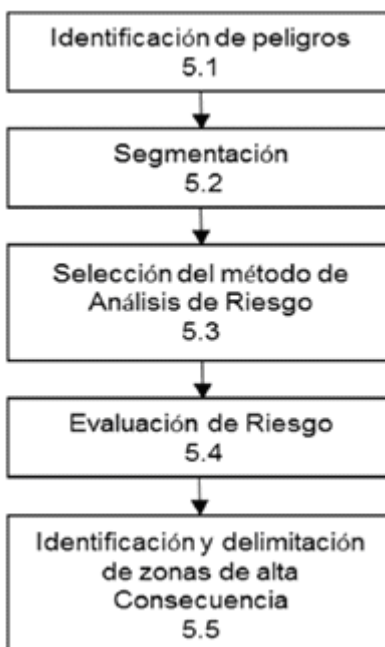 Identificación de peligros
5.1
Segmentación
5.2
Selección del método de
Análisis de Riesgo
5.3
Evaluación de Riesgo
5.4
Identificación y delimitación
de zonas de alta
Consecuencia
5.5